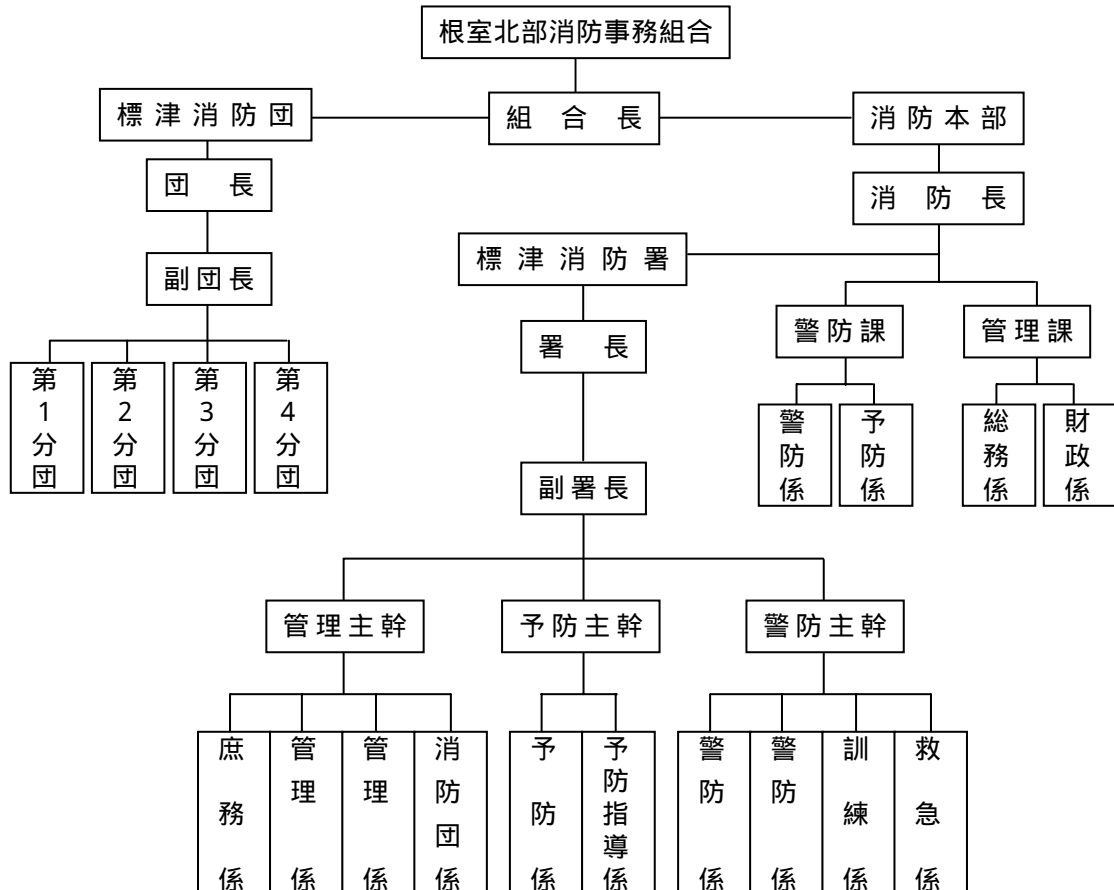 根室北部消防事務組合
標津消防団
組合長
消防本部
団長
消防長
標津消防署
副団長
署長
警防課
管理課
第1分団
第2分団
第3分団
第4分団
警防係
予防係
総務係
財政係
副署長
管理主幹
予防主幹
警防主幹
庶務係
管理係
管理係
消防団係
予防係
予防指導係
警防係
警防係
訓練係
救急係